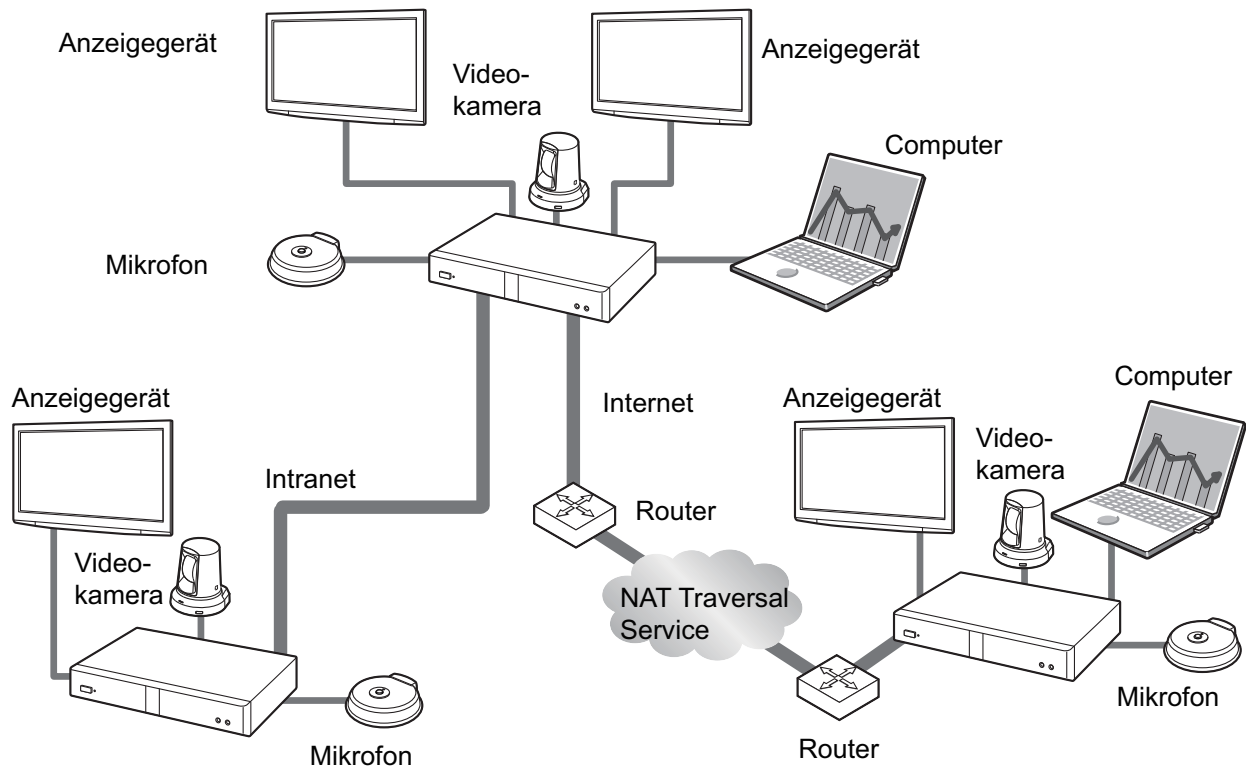 Anzeigegerät
Anzeigegerät
Video-
kamera
Computer
Mikrofon
Anzeigegerät
Internet
Anzeigegerät
Computer
Video-
kamera
Intranet
Router
Video-
kamera
NAT Traversal
Service
Mikrofon
Mikrofon
Router